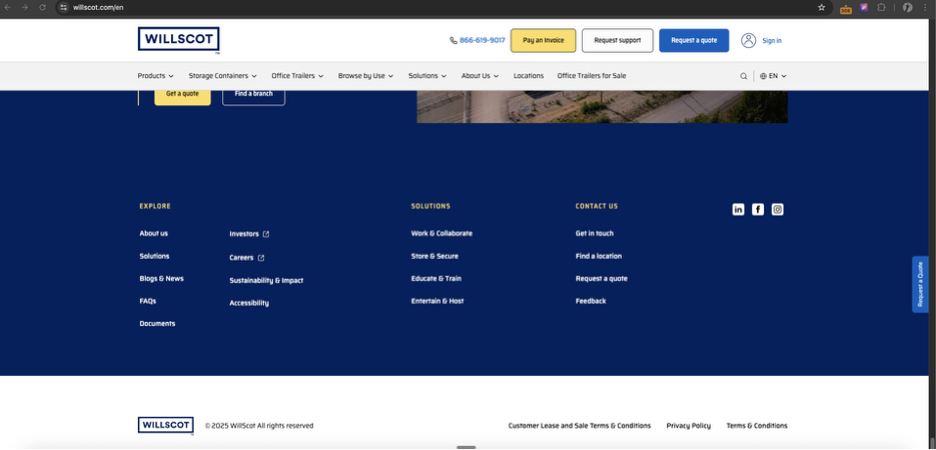 willscot.com/en
WILLSCOT
866-619-9017
Pay an Invoice
Request support
Request a quote
Sign in
Products
Storage Containers
Office Trailers
Browse by Use
Solutions
About Us
Locations
Office Trailers for Sale
EN
Get a quote
Find a branch
EXPLORE
About us
Solutions
Blogs & News
FAQs
Documents
Investors
Careers
Sustainability & Impact
Accessibility
SOLUTIONS
Work & Collaborate
Store & Secure
Educate & Train
Entertain & Host
CONTACT US
Get in touch
Find a location
Request a quote
Feedback
in f
Request a Quote
WILLSCOT
© 2025 WillScot All rights reserved
Customer Lease and Sale Terms & Conditions
Privacy Policy
Terms & Conditions